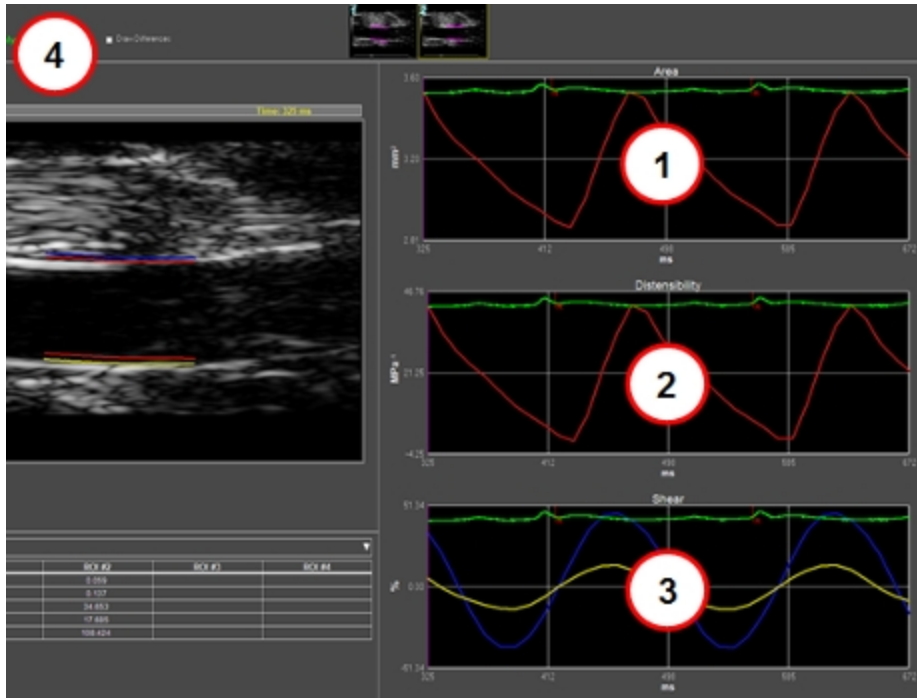 4
Draw Differences
1
2
Time: 325 ms
Area
3.60
mm²
3.20
2.81
1
325
412
498
585
672
ms
Distensibility
46.76
MPa⁻¹
21.25
-4.25
2
325
412
498
585
672
ms
Shear
51.34
%
0.00
-51.34
3
325
412
498
585
672
ms
ROI #2
ROI #3
ROI #4
0.059
0.137
34.653
17.685
108.424